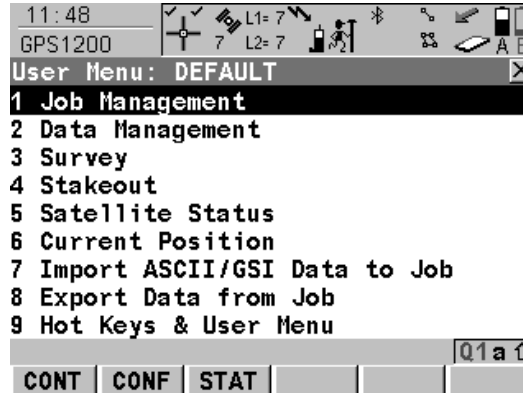 11:48
GPS1200
L1= 7
7 L2= 7
A
User Menu: DEFAULT X
1 Job Management
2 Data Management
3 Survey
4 Stakeout
5 Satellite Status
6 Current Position
7 Import ASCII/GSI Data to Job
8 Export Data from Job
9 Hot Keys & User Menu
Q1 a
CONT CONF STAT